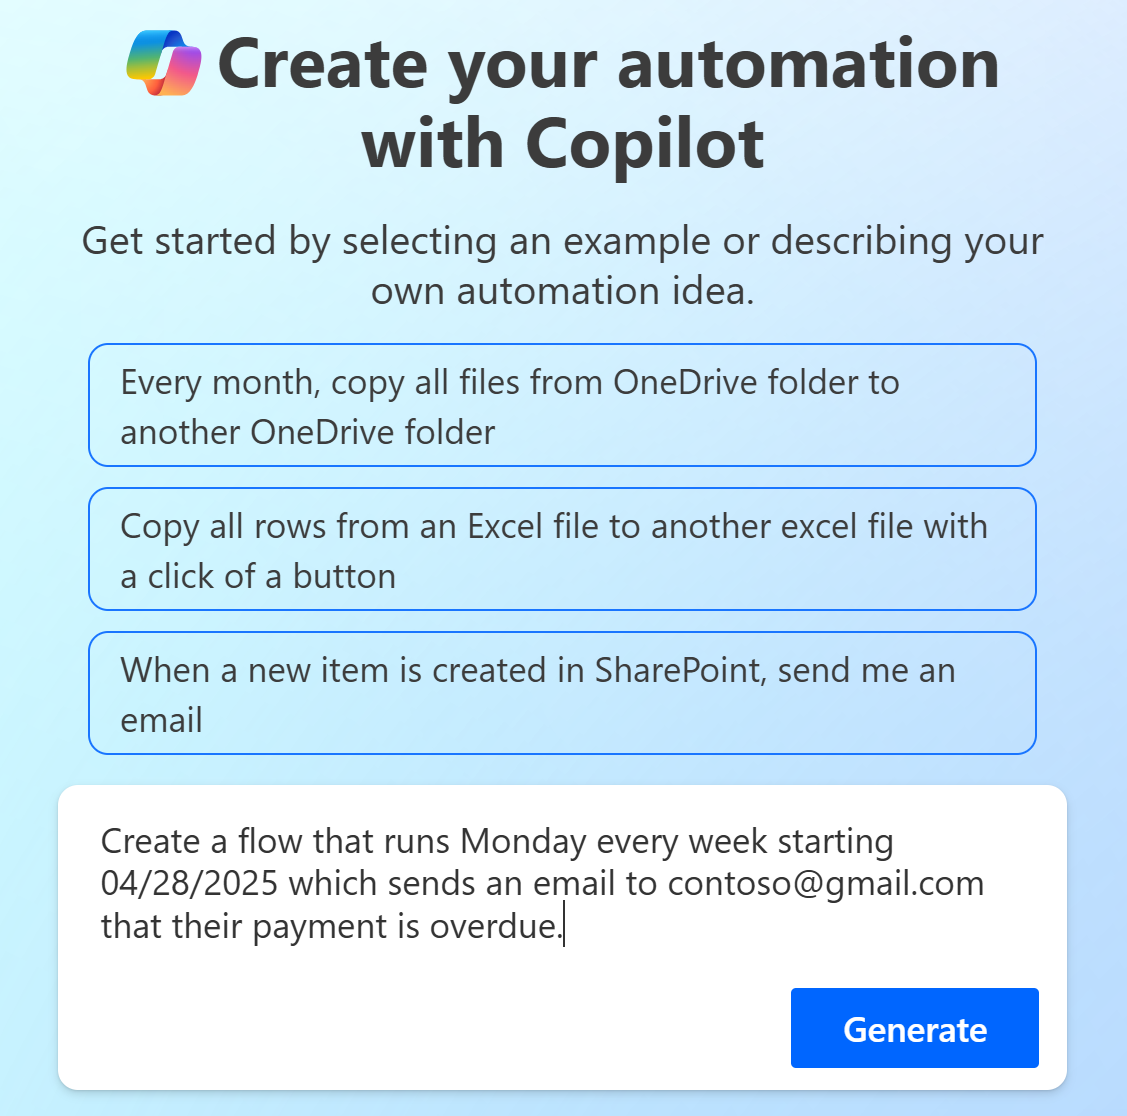 Create your automation
with Copilot
Get started by selecting an example or describing your
own automation idea.
Every month, copy all files from OneDrive folder to
another OneDrive folder
Copy all rows from an Excel file to another excel file with
a click of a button
When a new item is created in SharePoint, send me an
email
Create a flow that runs Monday every week starting
04/28/2025 which sends an email to contoso@gmail.com
that their payment is overdue.
Generate